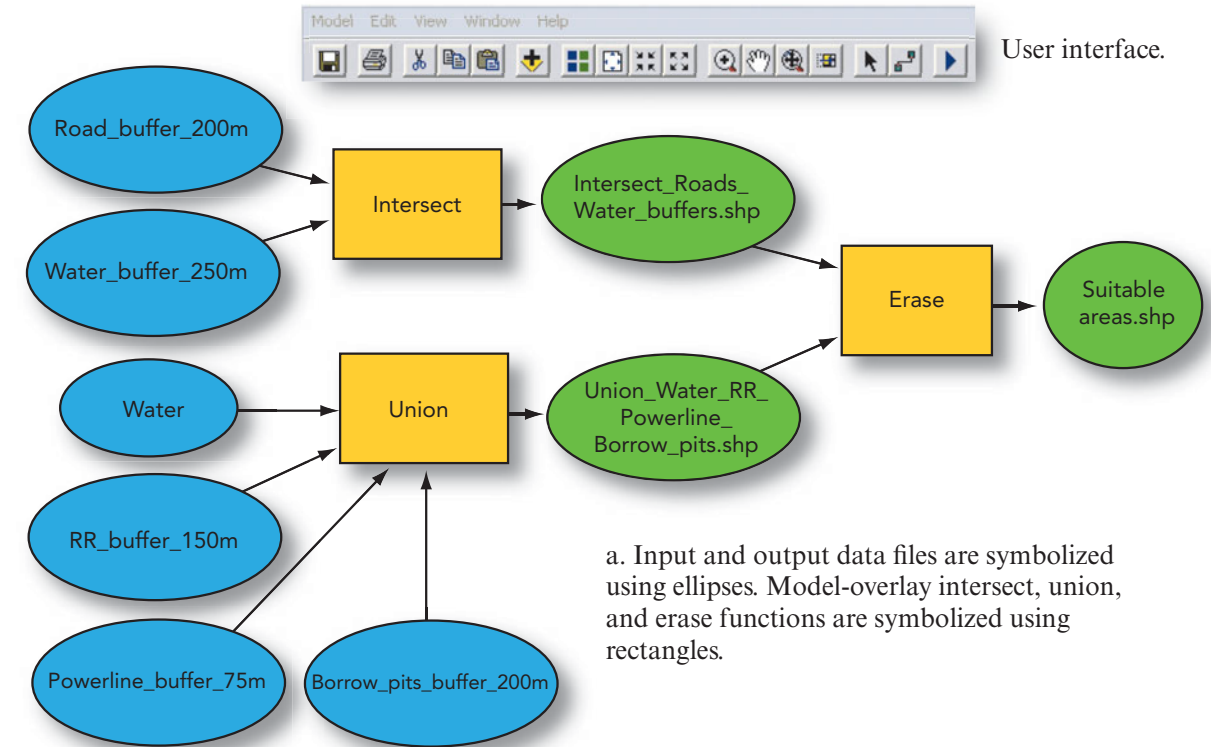 Model Edit View Window Help
User interface.
Road_buffer_200m
Intersect
Intersect_Roads_
Water_buffers.shp
Water_buffer_250m
Erase
Suitable
areas.shp
Water
Union
Union_Water_RR_
Powerline_
Borrow_pits.shp
RR_buffer_150m
Powerline_buffer_75m
Borrow_pits_buffer_200m
a. Input and output data files are symbolized
using ellipses. Model-overlay intersect, union,
and erase functions are symbolized using
rectangles.